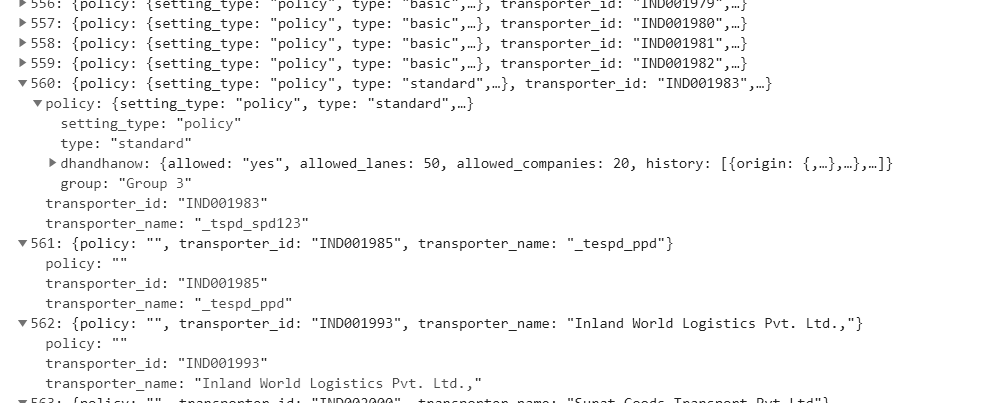 556: {policy: {setting_type: "policy", type: "basic",…}, transporter_id: "IND001979",…}
557: {policy: {setting_type: "policy", type: "basic",…}, transporter_id: "IND001980",…}
558: {policy: {setting_type: "policy", type: "basic",…}, transporter_id: "IND001981",…}
559: {policy: {setting_type: "policy", type: "basic",…}, transporter_id: "IND001982",…}
560: {policy: {setting_type: "policy", type: "standard",…}, transporter_id: "IND001983",…}
policy: {setting_type: "policy", type: "standard",…}
setting_type: "policy"
type: "standard"
dhandhanow: {allowed: "yes", allowed_lanes: 50, allowed_companies: 20, history: [{origin: {,…},…},…]}
group: "Group 3"
transporter_id: "IND001983"
transporter_name: "_tspd_spd123"
561: {policy: "", transporter_id: "IND001985", transporter_name: "_tespd_ppd"}
policy: ""
transporter_id: "IND001985"
transporter_name: "_tespd_ppd"
562: {policy: "", transporter_id: "IND001993", transporter_name: "Inland World Logistics Pvt. Ltd.,"}
policy: ""
transporter_id: "IND001993"
transporter_name: "Inland World Logistics Pvt. Ltd.,"
563: {policy: "", transporter_id: "IND002000", transporter_name: "Surat Goods Transport Pvt Ltd"}